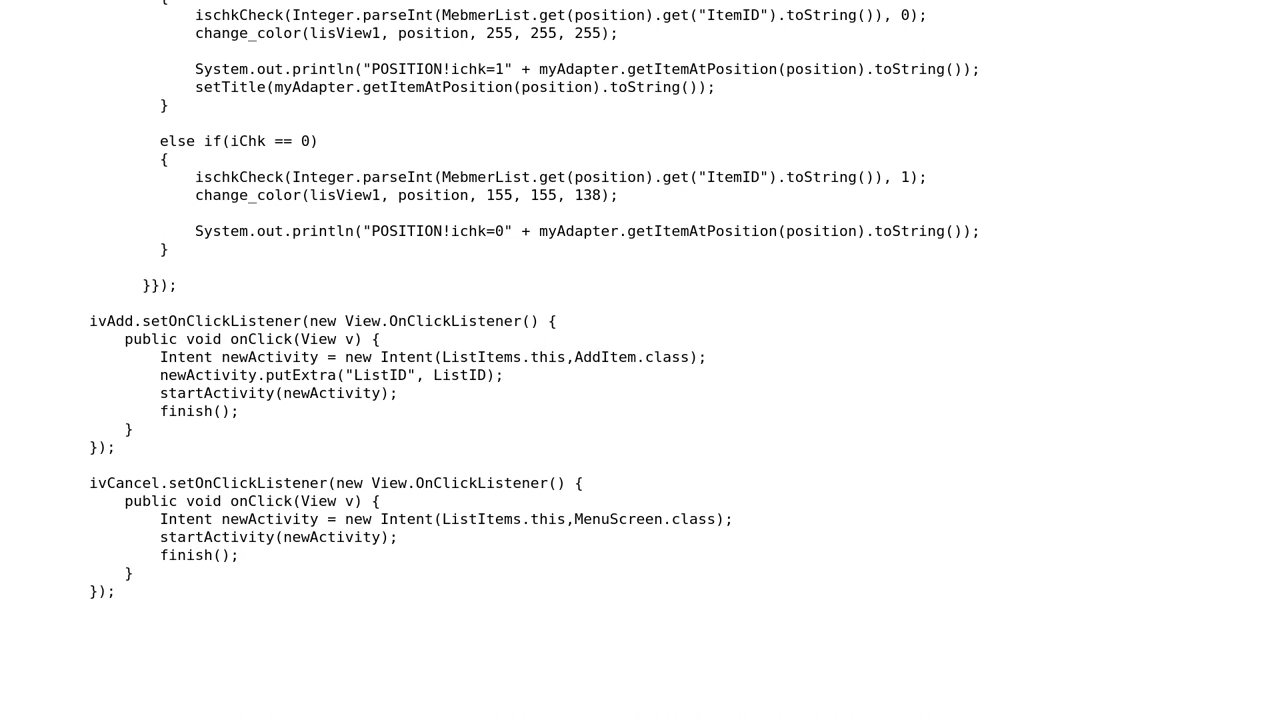 {
ischkCheck(Integer.parseInt(MebmerList.get(position).get("ItemID").toString()), 0);
change_color(lisView1, position, 255, 255, 255);
System.out.println("POSITION!ichk=1" + myAdapter.getItemAtPosition(position).toString());
setTitle(myAdapter.getItemAtPosition(position).toString());
}
else if(iChk == 0)
{
ischkCheck(Integer.parseInt(MebmerList.get(position).get("ItemID").toString()), 1);
change_color(lisView1, position, 155, 155, 138);
System.out.println("POSITION!ichk=0" + myAdapter.getItemAtPosition(position).toString());
}
}});
ivAdd.setOnClickListener(new View.OnClickListener() {
public void onClick(View v) {
Intent newActivity = new Intent(ListItems.this,AddItem.class);
newActivity.putExtra("ListID", ListID);
startActivity(newActivity);
finish();
}
});
ivCancel.setOnClickListener(new View.OnClickListener() {
public void onClick(View v) {
Intent newActivity = new Intent(ListItems.this,MenuScreen.class);
startActivity(newActivity);
finish();
}
});